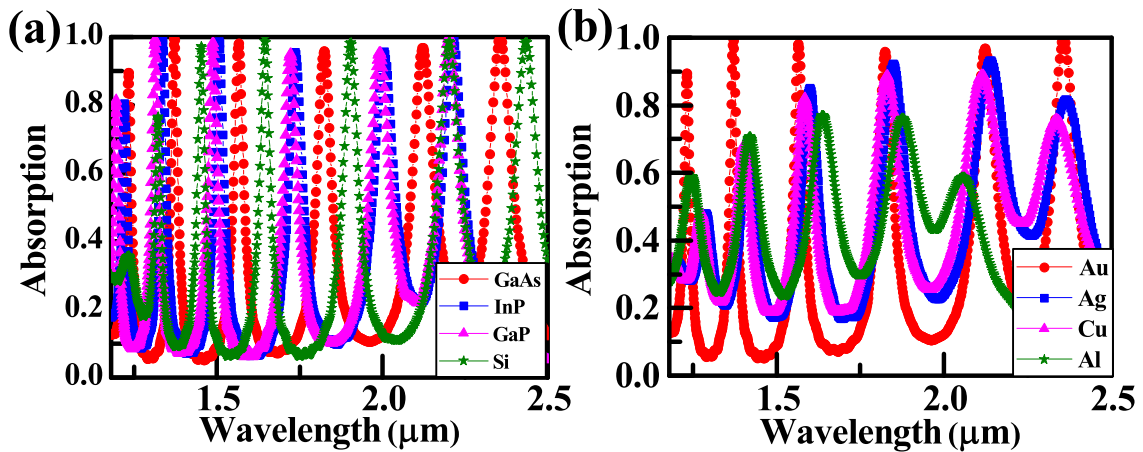 (a)
1.0
0.8
0.6
0.4
0.2
0.0
Absorption
GaAs
InP
GaP
Si
1.5 2.0 2.5
Wavelength (μm)
(b)
1.0
0.8
0.6
0.4
0.2
0.0
Absorption
Au
Ag
Cu
Al
1.5 2.0 2.5
Wavelength (μm)